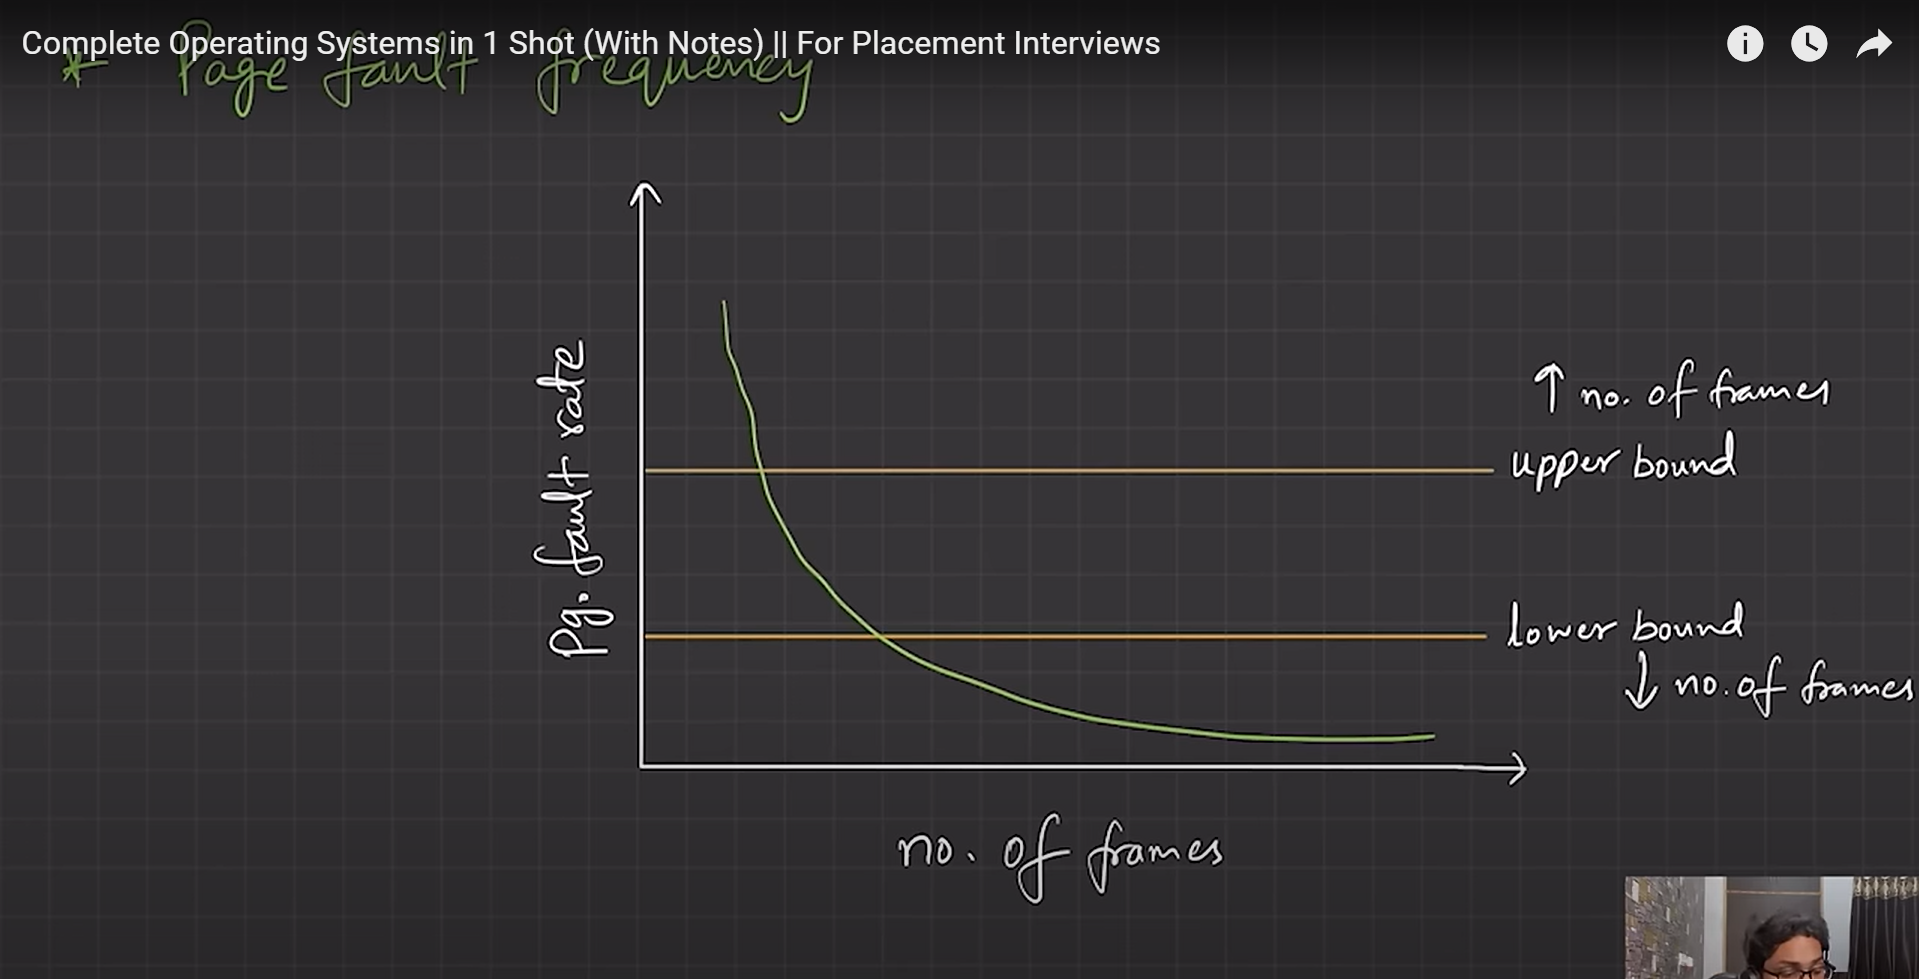 Complete Operating Systems in 1 Shot (With Notes) || For Placement Interviews
* Page fault frequency
Pg. fault rate
↑ no. of frames
upper bound
lower bound
↓ no. of frames
no. of frames